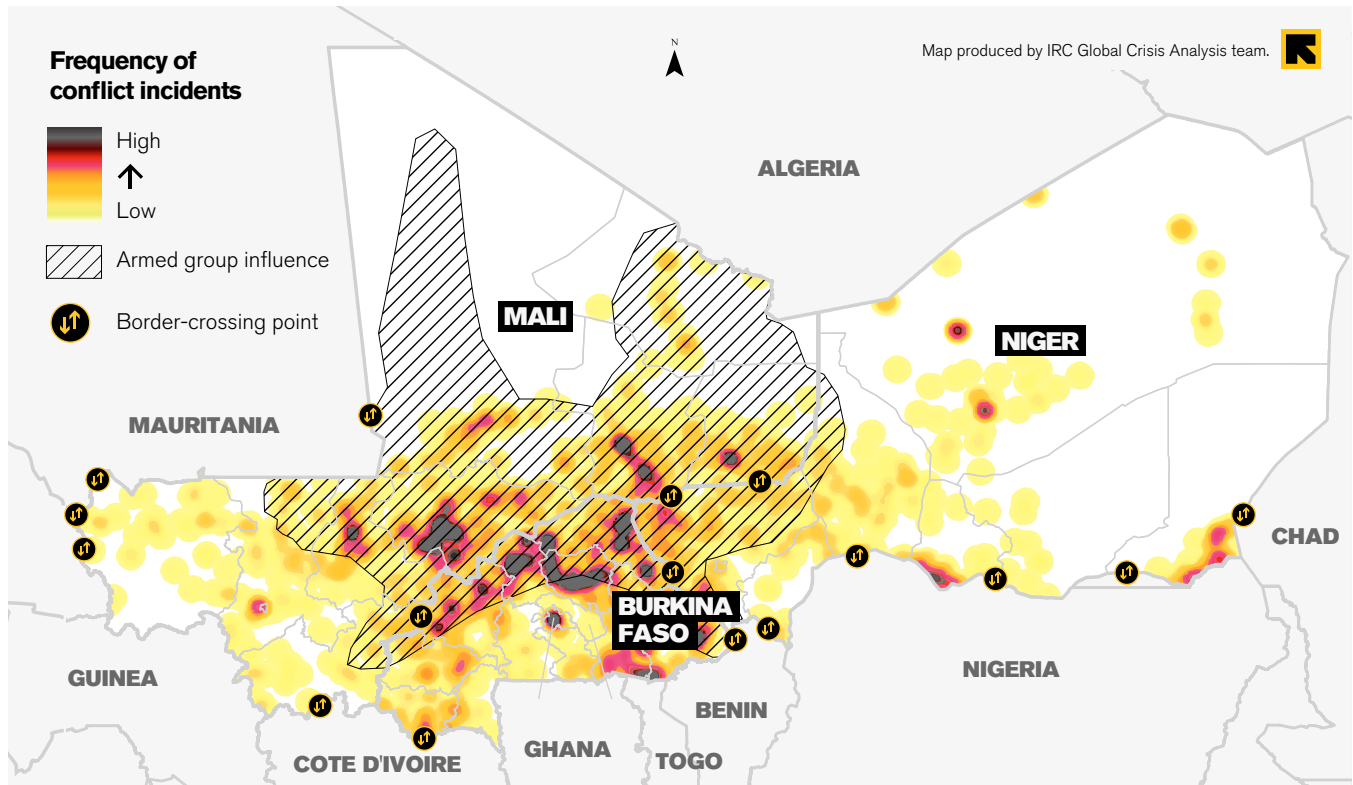 Frequency of
conflict incidents
High
Low
Armed group influence
Border-crossing point
N
Map produced by IRC Global Crisis Analysis team.
ALGERIA
MALI
NIGER
MAURITANIA
CHAD
BURKINA
FASO
GUINEA
NIGERIA
BENIN
GHANA
TOGO
COTE D'IVOIRE